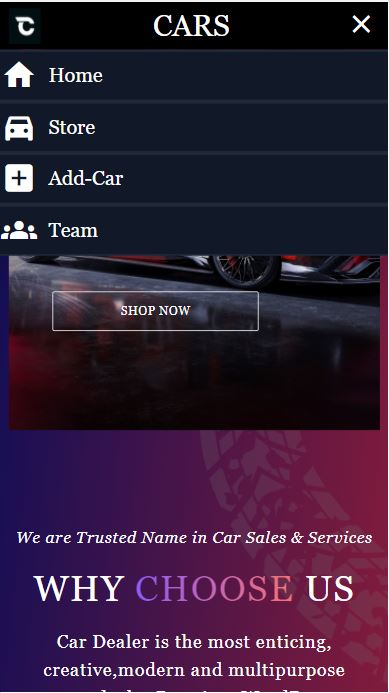 CARS
Home
Store
Add-Car
Team
SHOP NOW
We are Trusted Name in Car Sales & Services
WHY CHOOSE US
Car Dealer is the most enticing,
creative,modern and multipurpose